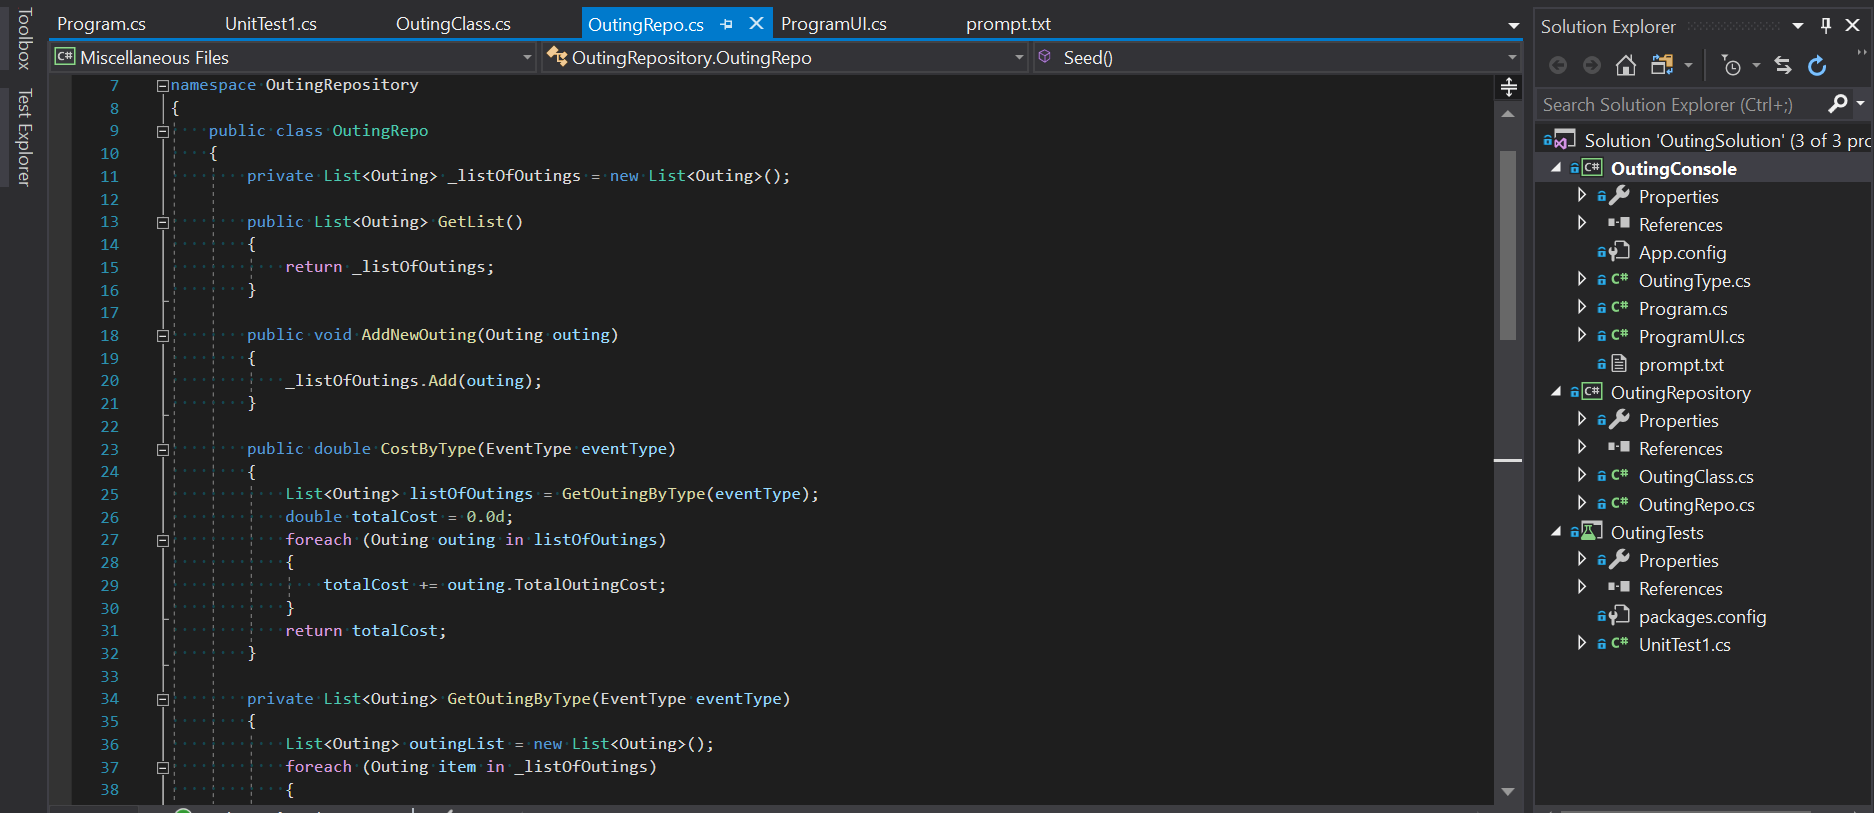 Toolbox
Test Explorer
Program.cs
UnitTest1.cs
OutingClass.cs
OutingRepo.cs
ProgramUI.cs
prompt.txt
C# Miscellaneous Files
OutingRepository.OutingRepo
Seed()
7 namespace OutingRepository
8 {
9 public class OutingRepo
10 {
11 private List<Outing> _listOfOutings = new List<Outing>();
12
13 public List<Outing> GetList()
14 {
15 return _listOfOutings;
16 }
17
18 public void AddNewOuting(Outing outing)
19 {
20 _listOfOutings.Add(outing);
21 }
22
23 public double CostByType(EventType eventType)
24 {
25 List<Outing> listOfOutings = GetOutingByType(eventType);
26 double totalCost = 0.0d;
27 foreach (Outing outing in listOfOutings)
28 {
29 totalCost += outing.TotalOutingCost;
30 }
31 return totalCost;
32 }
33
34 private List<Outing> GetOutingByType(EventType eventType)
35 {
36 List<Outing> outingList = new List<Outing>();
37 foreach (Outing item in _listOfOutings)
38 {
Solution Explorer
Search Solution Explorer (Ctrl+;)
Solution 'OutingSolution' (3 of 3 prc
C# OutingConsole
Properties
References
App.config
C# OutingType.cs
C# Program.cs
C# ProgramUI.cs
prompt.txt
C# OutingRepository
Properties
References
C# OutingClass.cs
C# OutingRepo.cs
OutingTests
Properties
References
packages.config
C# UnitTest1.cs